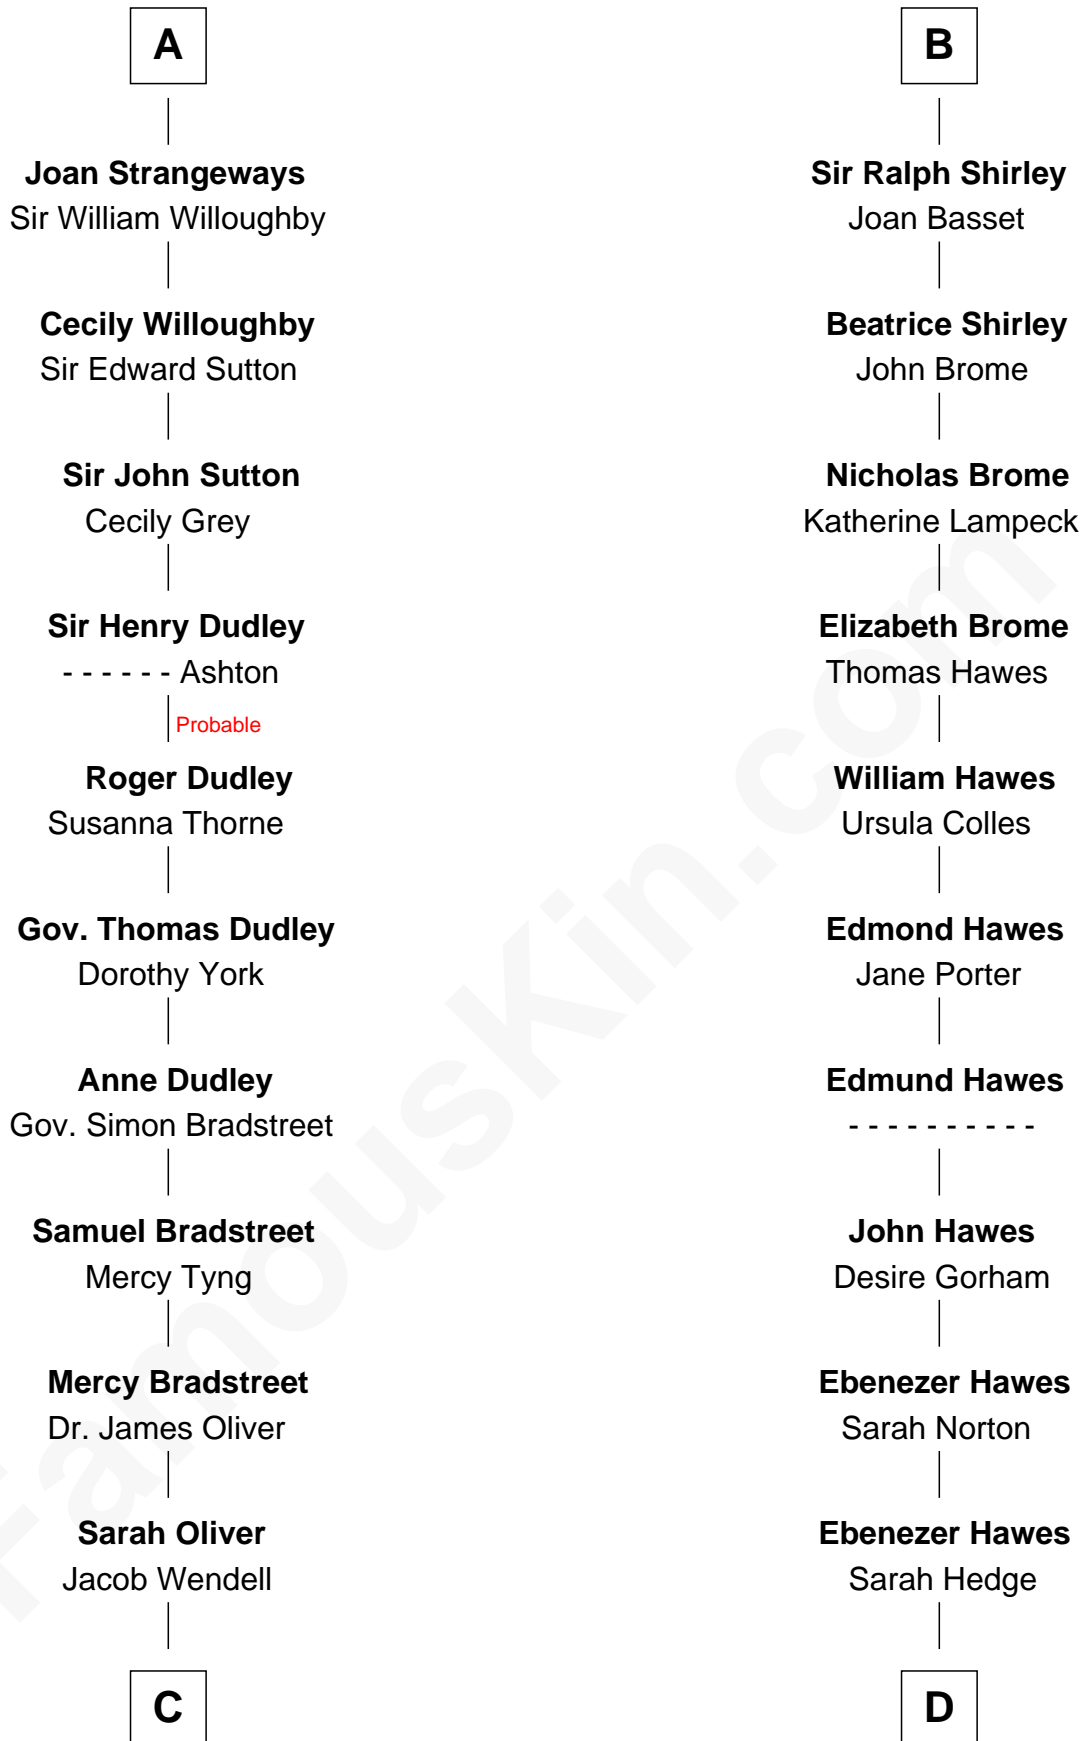 A
Joan Strangeways
Sir William Willoughby
Cecily Willoughby
Sir Edward Sutton
Sir John Sutton
Cecily Grey
Sir Henry Dudley
- - - - - - Ashton
Probable
Roger Dudley
Susanna Thorne
Gov. Thomas Dudley
Dorothy York
Anne Dudley
Gov. Simon Bradstreet
Samuel Bradstreet
Mercy Tyng
Mercy Bradstreet
Dr. James Oliver
Sarah Oliver
Jacob Wendell
C
B
Sir Ralph Shirley
Joan Basset
Beatrice Shirley
John Brome
Nicholas Brome
Katherine Lampeck
Elizabeth Brome
Thomas Hawes
William Hawes
Ursula Colles
Edmond Hawes
Jane Porter
Edmund Hawes
- - - - - - - - - -
John Hawes
Desire Gorham
Ebenezer Hawes
Sarah Norton
Ebenezer Hawes
Sarah Hedge
D
FamousKin.com